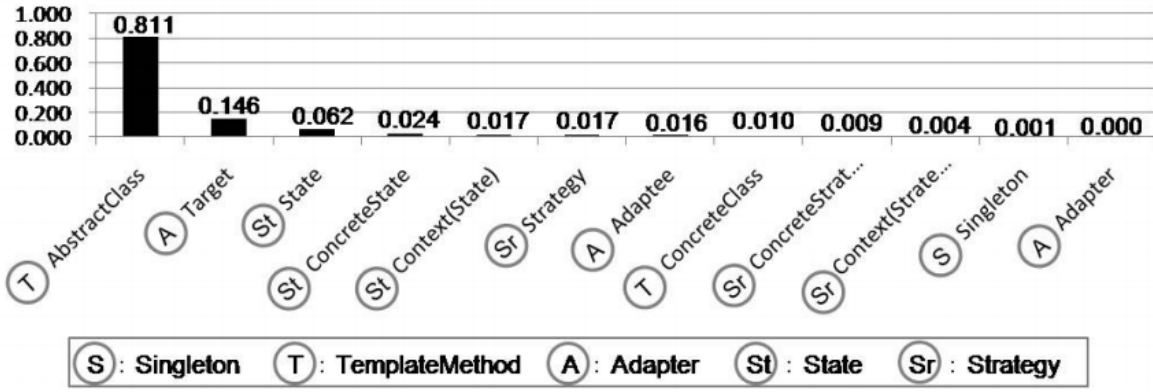 1.000
0.800
0.600
0.400
0.200
0.000
0.811
0.146
0.062
0.024
0.017
0.017
0.016
0.010
0.009
0.004
0.001
0.000
T AbstractClass
A Target
St State
St ConcreteState
St Context(State)
Sr Strategy
A Adaptee
T ConcreteClass
Sr ConcreteStrat...
Sr Context(Strate...
S Singleton
A Adapter
S : Singleton T : TemplateMethod A : Adapter St : State Sr : Strategy